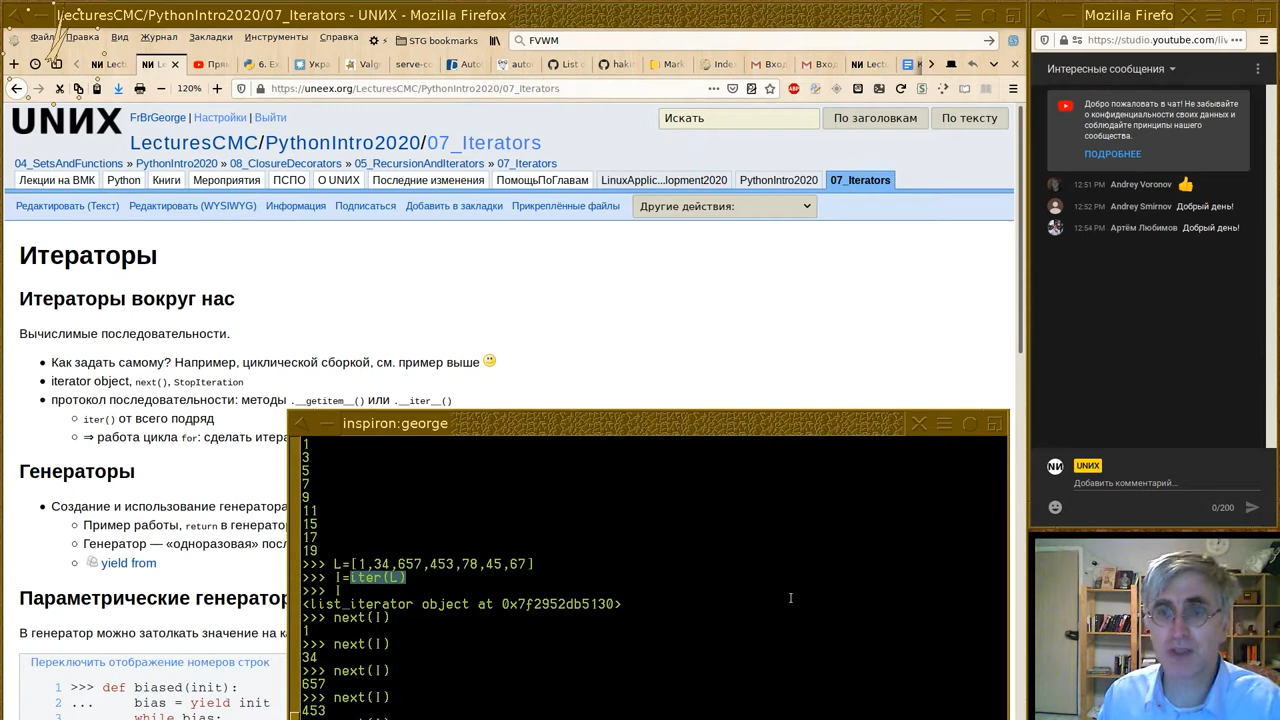 LecturesCMC/PythonIntro2020/07_Iterators - UNИX - Mozilla Firefox
Файл Правка Вид Журнал Закладки Инструменты Справка STG bookmarks FVWM
120% https://uneex.org/LecturesCMC/PythonIntro2020/07_Iterators
UNИX FrBrGeorge | Настройки | Выйти
Искать По заголовкам По тексту
LecturesCMC/PythonIntro2020/07_Iterators
04_SetsAndFunctions » PythonIntro2020 » 08_ClosureDecorators » 05_RecursionAndIterators » 07_Iterators
Лекции на ВМК Python Книги Мероприятия ПСПО О UNИX Последние изменения ПомощьПоГлавам LinuxApplic...lopment2020 PythonIntro2020 07_Iterators
Редактировать (Текст) Редактировать (WYSIWYG) Информация Подписаться Добавить в закладки Прикреплённые файлы Другие действия:
Итераторы
Итераторы вокруг нас
Вычислимые последовательности.
Как задать самому? Например, циклической сборкой, см. пример выше
iterator object, next(), StopIteration
протокол последовательности: методы .__getitem__() или .__iter__()
iter() от всего подряд
⇒ работа цикла for: сделать итера
Генераторы
Создание и использование генератора
Пример работы, return в генерато
Генератор — «одноразовая» посл
yield from
Параметрические генератор
В генератор можно затолкать значение на ка
Переключить отображение номеров строк
1 >>> def biased(init):
2 ... bias = yield init
3 ... while bias:
inspiron:george
1
3
5
7
9
11
15
17
19
>>> L=[1,34,657,453,78,45,67]
>>> I=iter(L)
>>> I
<list_iterator object at 0x7f2952db5130>
>>> next(I)
1
>>> next(I)
34
>>> next(I)
657
>>> next(I)
453
Mozilla Firefo
https://studio.youtube.com/liv
Интересные сообщения
Добро пожаловать в чат! Не забывайте
о конфиденциальности своих данных и
соблюдайте принципы нашего
сообщества.
ПОДРОБНЕЕ
12:51 PM Andrey Voronov
12:52 PM Andrey Smirnov Добрый день!
12:54 PM Артём Любимов Добрый день!
NИ UNИX
Добавить комментарий...
0/200